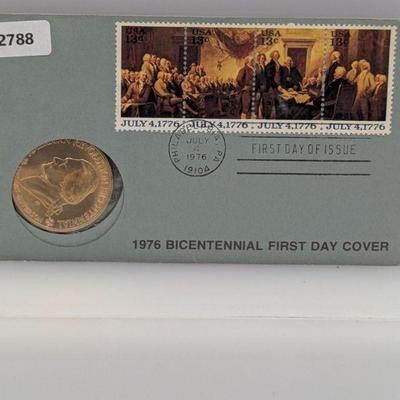 2788
USA 13c USA 13c USA 13c USA 13c
JULY 4,1776 JULY 4,1776 JULY 4,1776 JULY 4,1776
PHILADELPHIA, PA
JULY
4
1976
19104
FIRST DAY OF ISSUE
1976 BICENTENNIAL FIRST DAY COVER